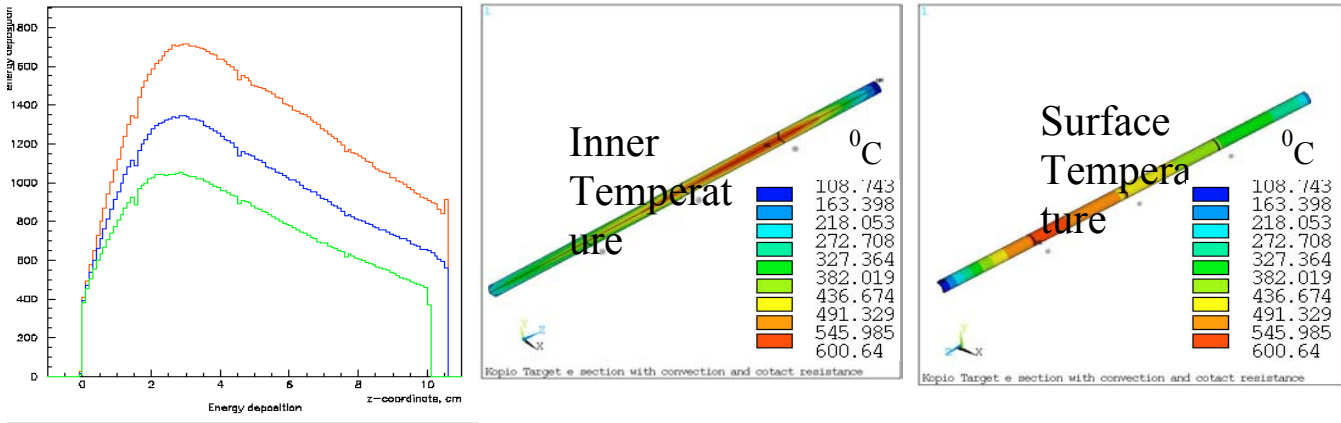 energy deposition
1800
1600
1400
1200
1000
800
600
400
200
0
0
2
4
6
8
10
z-coordinate, cm
Energy deposition
1
Inner
Temperat
ure
⁰C
108.743
163.398
218.053
272.708
327.364
382.019
436.674
491.329
545.985
600.64
Y
Z
X
Kopio Target e section with convection and cotact resistance
1
Surface
Tempera
ture
⁰C
108.743
163.398
218.053
272.708
327.364
382.019
436.674
491.329
545.985
600.64
Y
Z
X
Kopio Target e section with convection and cotact resistance